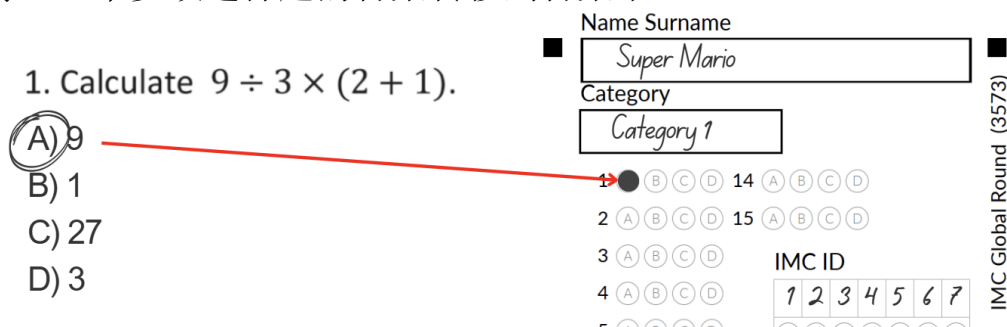 1. Calculate 9 ÷ 3 × (2 + 1).
A) 9
B) 1
C) 27
D) 3
Name Surname
Super Mario
Category
Category 1
1 B C D 14 A B C D
2 A B C D 15 A B C D
3 A B C D
4 A B C D
IMC ID
1 2 3 4 5 6 7
IMC Global Round (3573)